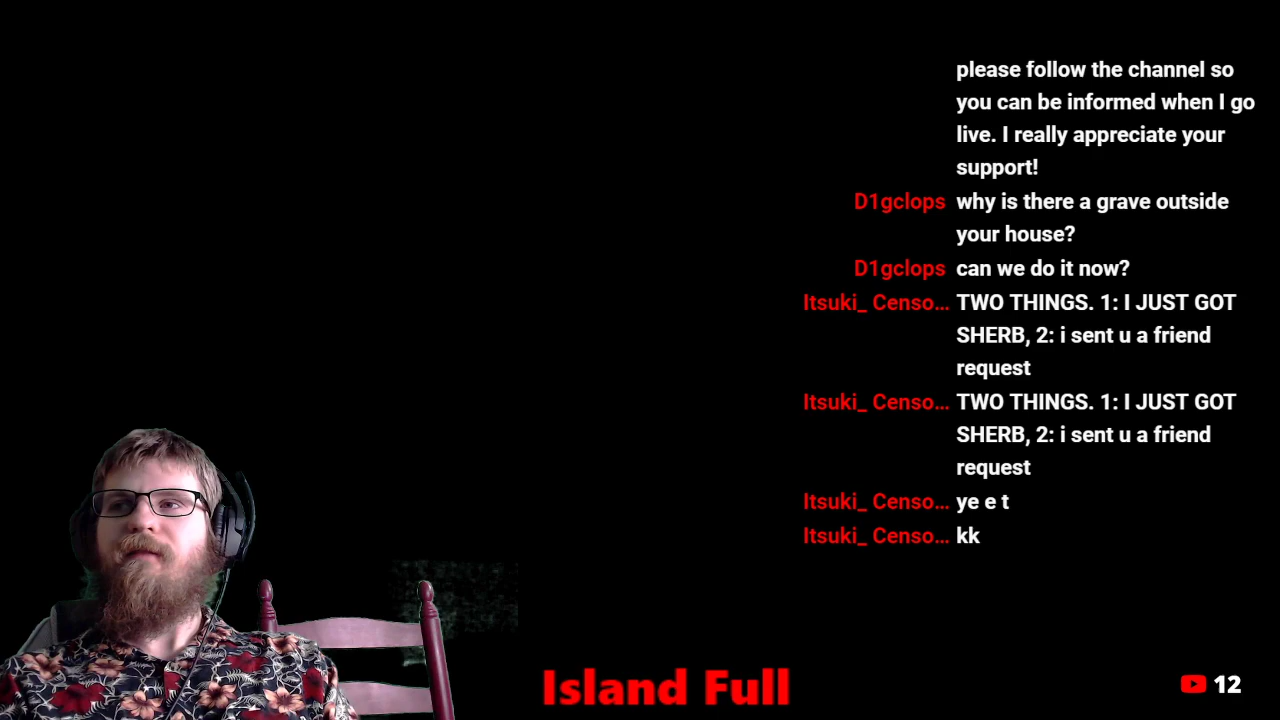 please follow the channel so
you can be informed when I go
live. I really appreciate your
support!
D1gclops why is there a grave outside
your house?
D1gclops can we do it now?
Itsuki_ Censo... TWO THINGS. 1: I JUST GOT
SHERB, 2: i sent u a friend
request
Itsuki_ Censo... TWO THINGS. 1: I JUST GOT
SHERB, 2: i sent u a friend
request
Itsuki_ Censo... ye e t
Itsuki_ Censo... kk
Island Full
12